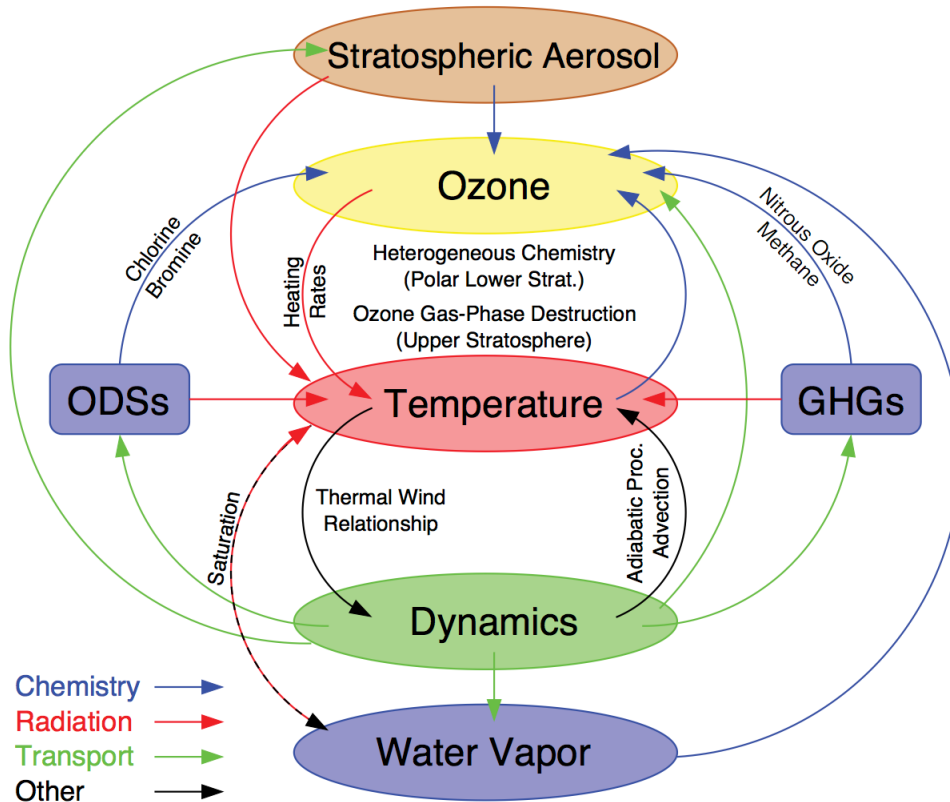 Stratospheric Aerosol
Ozone
Chlorine
Bromine
Nitrous Oxide
Methane
Heating
Rates
Heterogeneous Chemistry
(Polar Lower Strat.)
Ozone Gas-Phase Destruction
(Upper Stratosphere)
ODSs
Temperature
GHGs
Saturation
Thermal Wind
Relationship
Adiabatic Proc.
Advection
Dynamics
Water Vapor
Chemistry
Radiation
Transport
Other